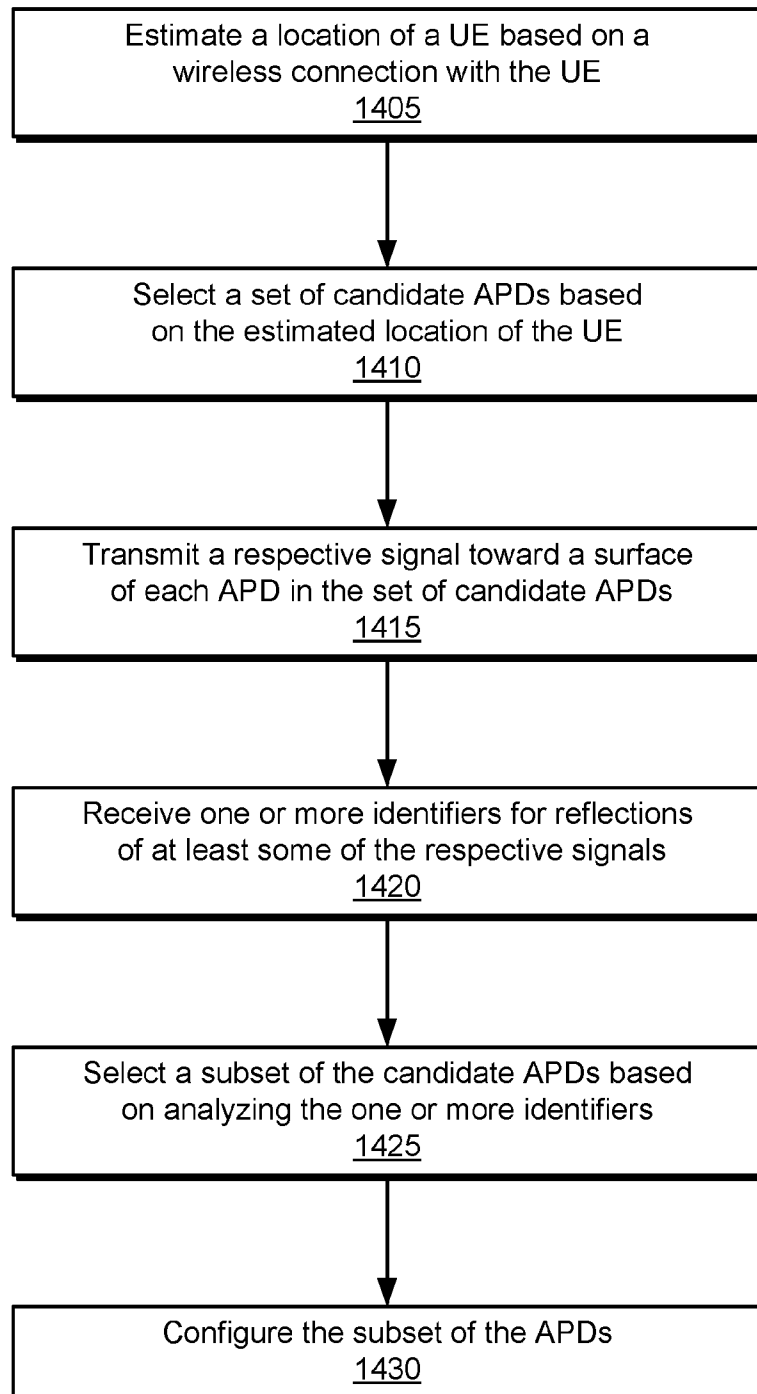 Estimate a location of a UE based on a
wireless connection with the UE
1405
Select a set of candidate APDs based
on the estimated location of the UE
1410
Transmit a respective signal toward a surface
of each APD in the set of candidate APDs
1415
Receive one or more identifiers for reflections
of at least some of the respective signals
1420
Select a subset of the candidate APDs based
on analyzing the one or more identifiers
1425
Configure the subset of the APDs
1430